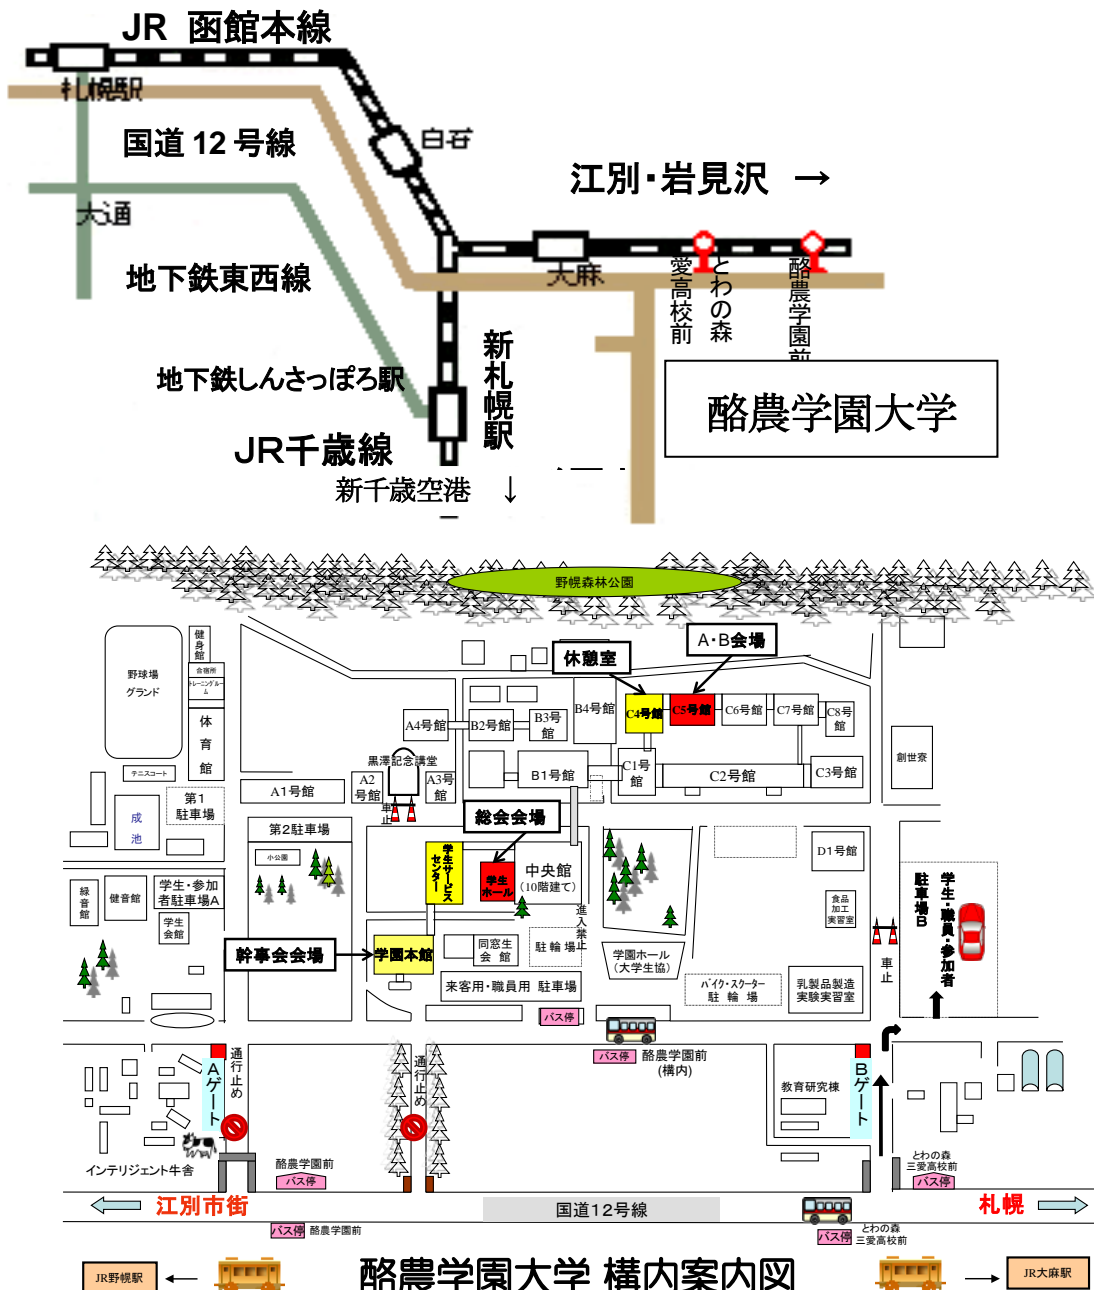 JR 函館本線
札幌駅
国道 12 号線
白石
江別・岩見沢 →
大通
大麻
地下鉄東西線
とわの森
愛高校前
酪農学園前
新札幌駅
地下鉄しんさっぽろ駅
酪農学園大学
JR千歳線
新千歳空港 ↓
野幌森林公園
A・B会場
休憩室
健身館
合宿所
トレーニングルーム
野球場
グランド
体育館
テニスコート
A4号館
B2号館
B3号館
B4号館
C4号館
C5号館
C6号館
C7号館
C8号館
創世寮
黒澤記念講堂
A1号館
A2号館
A3号館
B1号館
C1号館
C2号館
C3号館
第1
駐車場
成池
車止
総会会場
第2駐車場
小公園
学生サービスセンター
学生ホール
中央館
(10階建て)
D1号館
緑音館
健音館
学生・参加者駐車場A
学生会館
食品加工実習室
学生・職員・参加者
駐車場B
進入禁止
車止
幹事会会場
学園本館
同窓生会館
駐輪場
学園ホール
(大学生協)
来客用・職員用 駐車場
バイク・スクーター
駐輪場
乳製品製造
実験実習室
バス停
バス停
酪農学園前
(構内)
Aゲート
通行止め
通行止め
Bゲート
教育研究棟
インテリジェント牛舎
酪農学園前
バス停
とわの森
三愛高校前
バス停
江別市街
国道12号線
札幌
バス停 酪農学園前
バス停
とわの森
三愛高校前
JR野幌駅
酪農学園大学 構内案内図
JR大麻駅